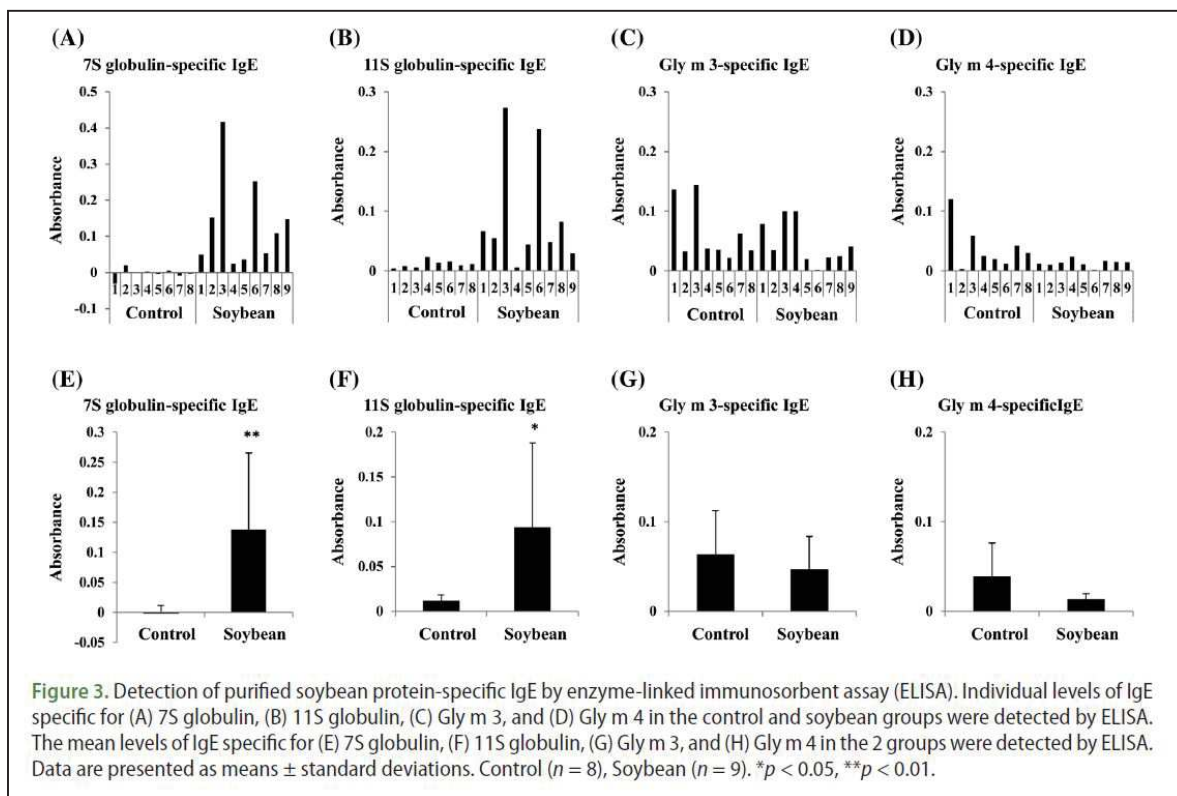 (A)
7S globulin-specific IgE
0.5
0.4
0.3
0.2
0.1
0
-0.1
Absorbance
1 2 3 4 5 6 7 8 1 2 3 4 5 6 7 8 9
Control Soybean
(B)
11S globulin-specific IgE
0.3
0.2
0.1
0
Absorbance
1 2 3 4 5 6 7 8 1 2 3 4 5 6 7 8 9
Control Soybean
(C)
Gly m 3-specific IgE
0.3
0.2
0.1
0
Absorbance
1 2 3 4 5 6 7 8 1 2 3 4 5 6 7 8 9
Control Soybean
(D)
Gly m 4-specific IgE
0.3
0.2
0.1
0
Absorbance
1 2 3 4 5 6 7 8 1 2 3 4 5 6 7 8 9
Control Soybean
(E)
7S globulin-specific IgE
0.3
0.25
0.2
0.15
0.1
0.05
0
-0.05
Absorbance
**
Control Soybean
(F)
11S globulin-specific IgE
0.2
0.15
0.1
0.05
0
Absorbance
*
Control Soybean
(G)
Gly m 3-specific IgE
0.2
0.1
0
Absorbance
Control Soybean
(H)
Gly m 4-specificIgE
0.2
0.1
0
Absorbance
Control Soybean
Figure 3. Detection of purified soybean protein-specific IgE by enzyme-linked immunosorbent assay (ELISA). Individual levels of IgE
specific for (A) 7S globulin, (B) 11S globulin, (C) Gly m 3, and (D) Gly m 4 in the control and soybean groups were detected by ELISA.
The mean levels of IgE specific for (E) 7S globulin, (F) 11S globulin, (G) Gly m 3, and (H) Gly m 4 in the 2 groups were detected by ELISA.
Data are presented as means ± standard deviations. Control (n = 8), Soybean (n = 9). *p < 0.05, **p < 0.01.